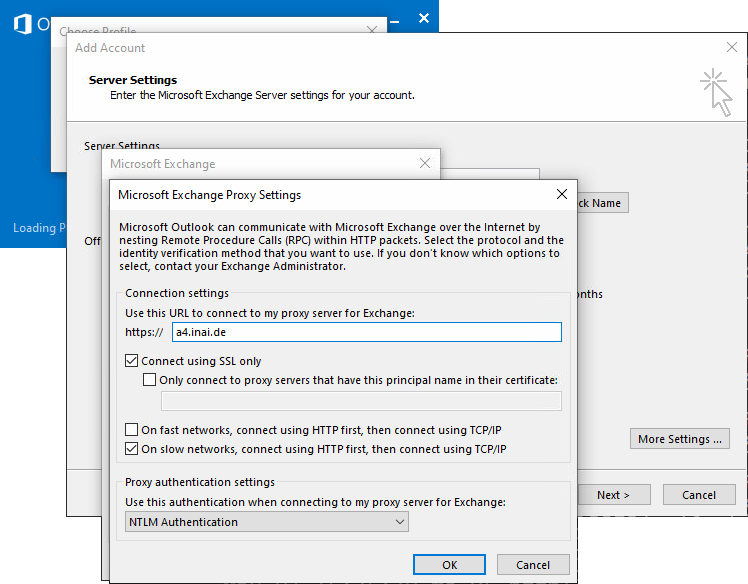 O
Choose Profile
Add Account
Server Settings
Enter the Microsoft Exchange Server settings for your account.
Server Settings
Microsoft Exchange
ck Name
Loading P
Off
onths
Microsoft Exchange Proxy Settings
Microsoft Outlook can communicate with Microsoft Exchange over the Internet by
nesting Remote Procedure Calls (RPC) within HTTP packets. Select the protocol and the
identity verification method that you want to use. If you don't know which options to
select, contact your Exchange Administrator.
Connection settings
Use this URL to connect to my proxy server for Exchange:
https:// a4.inai.de
Connect using SSL only
Only connect to proxy servers that have this principal name in their certificate:
On fast networks, connect using HTTP first, then connect using TCP/IP
On slow networks, connect using HTTP first, then connect using TCP/IP
Proxy authentication settings
Use this authentication when connecting to my proxy server for Exchange:
NTLM Authentication
OK
Cancel
More Settings ...
Next >
Cancel